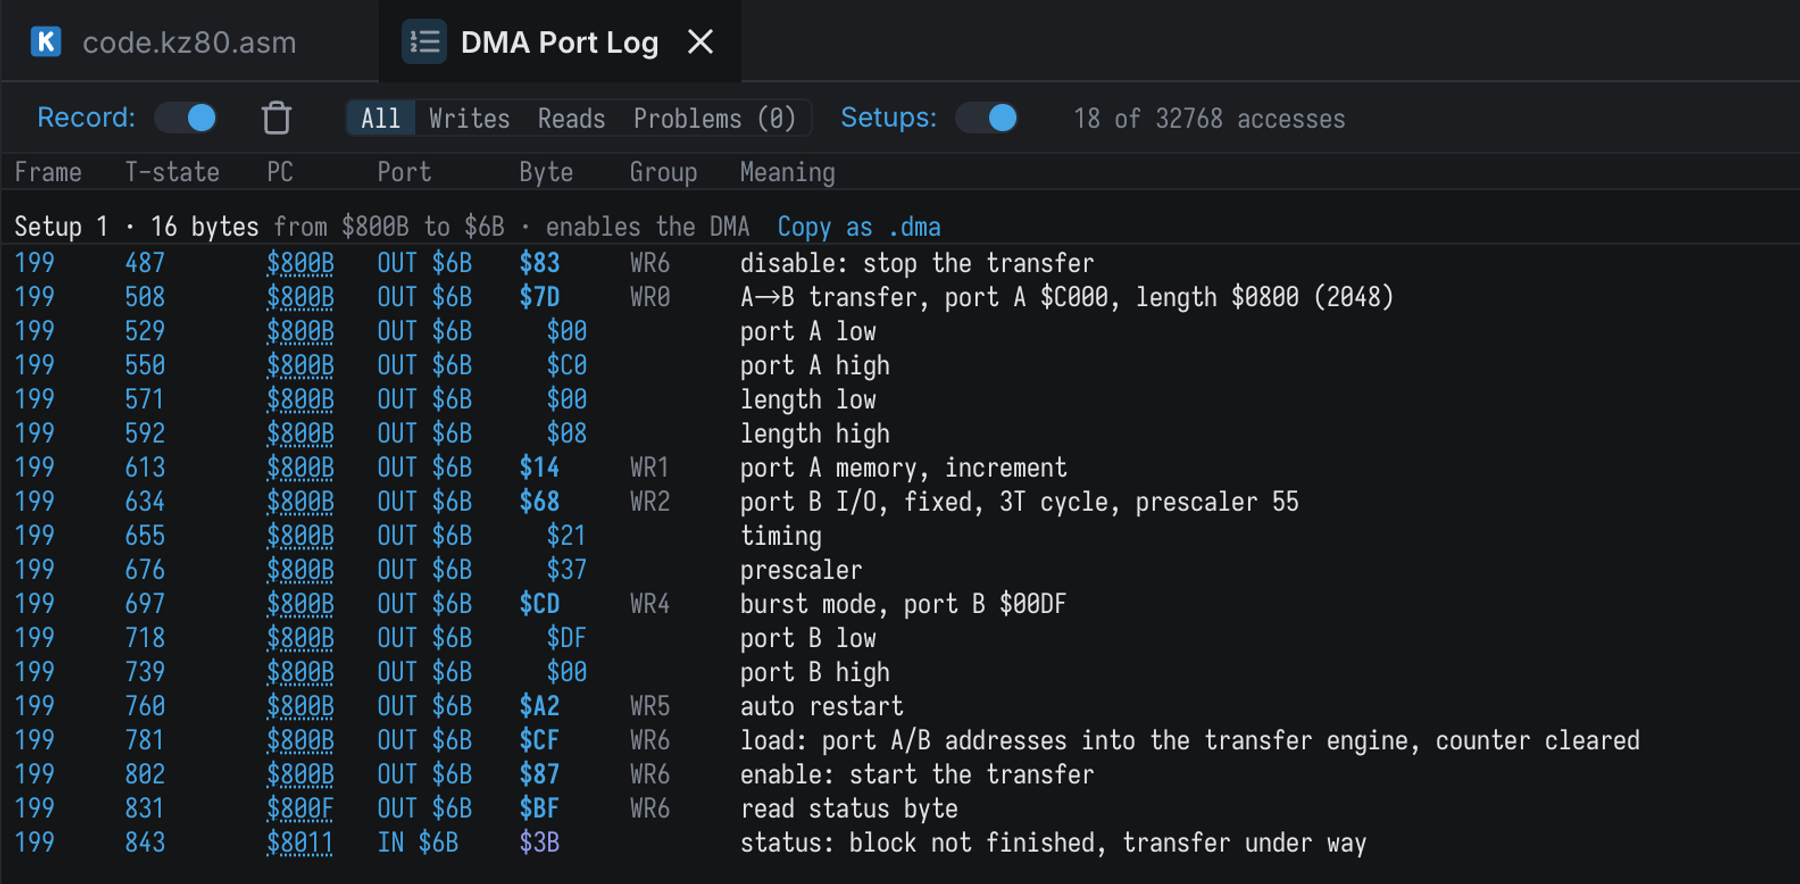 K code.kz80.asm DMA Port Log
Record: All Writes Reads Problems (0) Setups: 18 of 32768 accesses
Frame T-state PC Port Byte Group Meaning
Setup 1 · 16 bytes from $800B to $6B · enables the DMA Copy as .dma
199 487 $800B OUT $6B $83 WR6 disable: stop the transfer
199 508 $800B OUT $6B $7D WR0 A→B transfer, port A $C000, length $0800 (2048)
199 529 $800B OUT $6B $00 port A low
199 550 $800B OUT $6B $C0 port A high
199 571 $800B OUT $6B $00 length low
199 592 $800B OUT $6B $08 length high
199 613 $800B OUT $6B $14 WR1 port A memory, increment
199 634 $800B OUT $6B $68 WR2 port B I/O, fixed, 3T cycle, prescaler 55
199 655 $800B OUT $6B $21 timing
199 676 $800B OUT $6B $37 prescaler
199 697 $800B OUT $6B $CD WR4 burst mode, port B $00DF
199 718 $800B OUT $6B $DF port B low
199 739 $800B OUT $6B $00 port B high
199 760 $800B OUT $6B $A2 WR5 auto restart
199 781 $800B OUT $6B $CF WR6 load: port A/B addresses into the transfer engine, counter cleared
199 802 $800B OUT $6B $87 WR6 enable: start the transfer
199 831 $800F OUT $6B $BF WR6 read status byte
199 843 $8011 IN $6B $3B status: block not finished, transfer under way